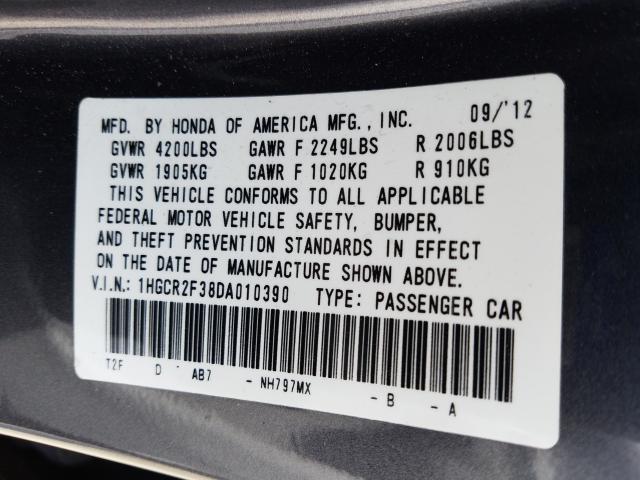 MFD. BY HONDA OF AMERICA MFG., INC. 09/'12
GVWR 4200LBS GAWR F 2249LBS R 2006LBS
GVWR 1905KG GAWR F 1020KG R 910KG
THIS VEHICLE CONFORMS TO ALL APPLICABLE
FEDERAL MOTOR VEHICLE SAFETY, BUMPER,
AND THEFT PREVENTION STANDARDS IN EFFECT
ON THE DATE OF MANUFACTURE SHOWN ABOVE.
V.I.N.: 1HGCR2F38DA010390 TYPE: PASSENGER CAR
T2F D AB7 - NH797MX - B - A